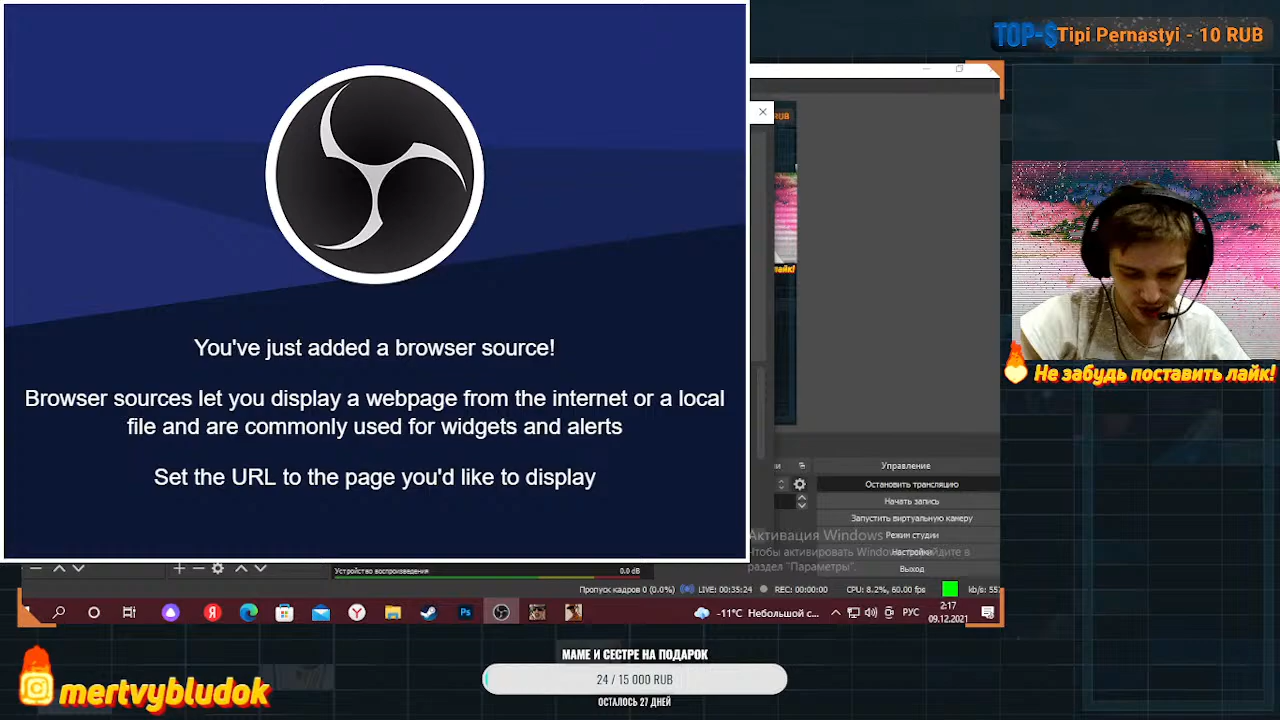 TOP-$ Tipi Pernastyi - 10 RUB
RUB
You've just added a browser source!
Browser sources let you display a webpage from the internet or a local
file and are commonly used for widgets and alerts
Set the URL to the page you'd like to display
лайк!
Не забудь поставить лайк!
Управление
Остановить трансляцию
Начать запись
Запустить виртуальную камеру
Режим студии
Настройки
Выход
Активация Windows
Чтобы активировать Windows
раздел "Параметры".
Устройство воспроизведения
0.0 dB
Пропуск кадров 0 (0.0%)
LIVE: 00:35:24
REC: 00:00:00
CPU: 8.2%, 60.00 fps
kb/s: 55
Ps
-11°C Небольшой с...
РУС
2:17
09.12.2021
МАМЕ И СЕСТРЕ НА ПОДАРОК
24 / 15 000 RUB
ОСТАЛОСЬ 27 ДНЕЙ
mertvybludok